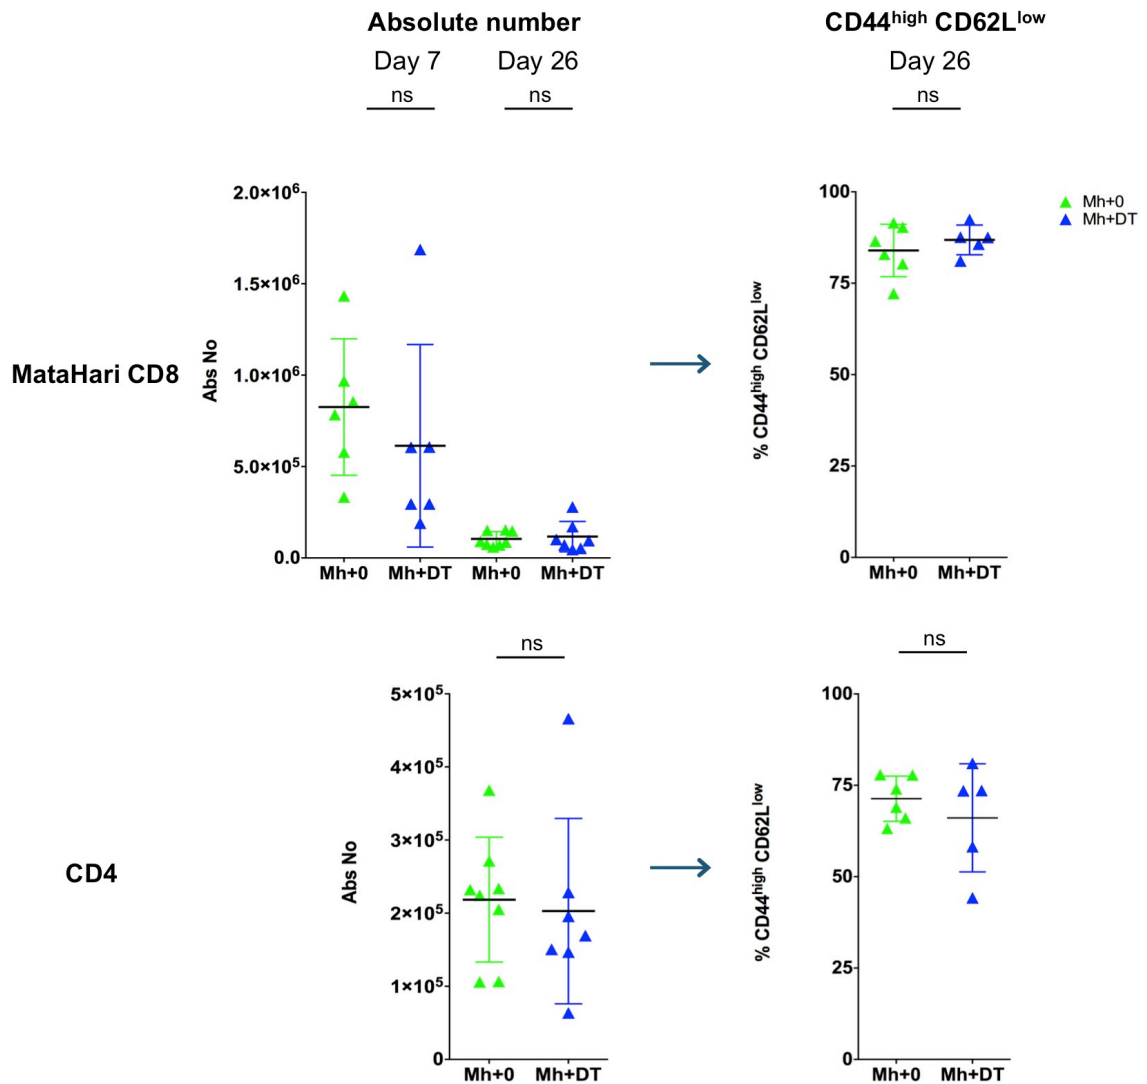 Absolute number
CD44high CD62Llow
Day 7
Day 26
Day 26
ns
ns
ns
MataHari CD8
Abs No
2.0×10⁶
1.5×10⁶
1.0×10⁶
5.0×10⁵
0.0
Mh+0
Mh+DT
Mh+0
Mh+DT
% CD44high CD62Llow
100
75
50
25
0
Mh+0
Mh+DT
Mh+0
Mh+DT
CD4
ns
Abs No
5×10⁵
4×10⁵
3×10⁵
2×10⁵
1×10⁵
0
Mh+0
Mh+DT
ns
% CD44high CD62Llow
100
75
50
25
0
Mh+0
Mh+DT